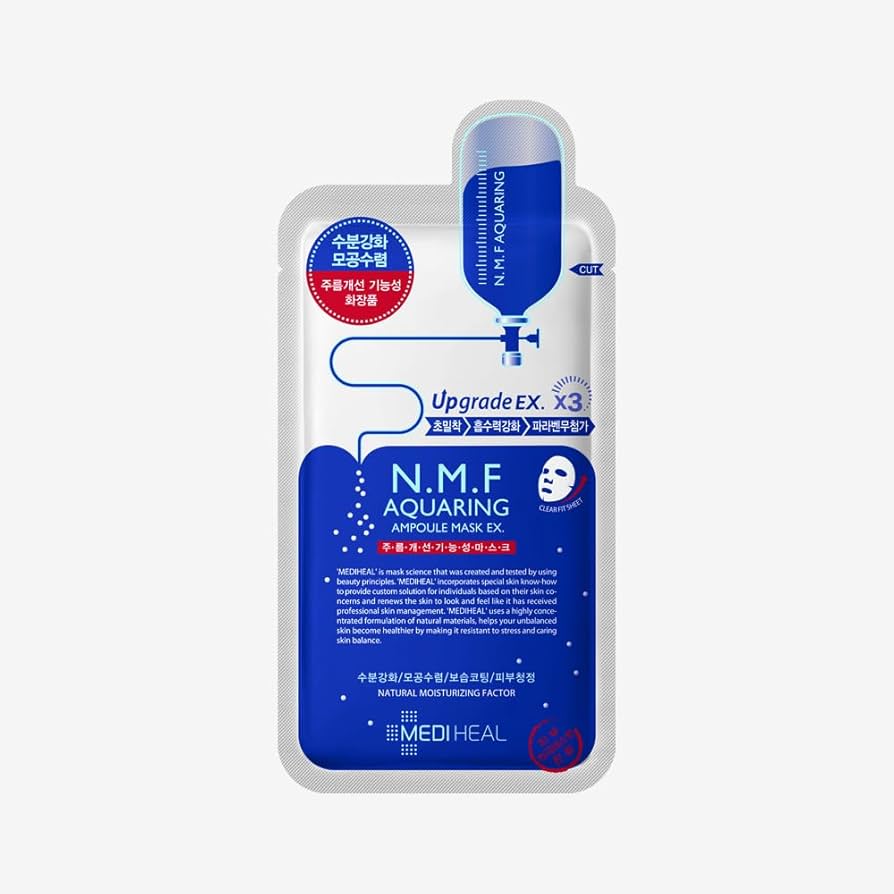 N.M.F AQUARING
수분강화
모공수렴
주름개선 기능성
화장품
CUT
Upgrade EX. X3
초밀착 흡수력강화 파라벤무첨가
N.M.F
AQUARING
AMPOULE MASK EX.
CLEAR FIT SHEET
주·름·개·선·기·능·성·마·스·크
'MEDIHEAL' is mask science that was created and tested by using
beauty principles. 'MEDIHEAL' incorporates special skin know-how
to provide custom solution for individuals based on their skin co-
ncerns and renews the skin to look and feel like it has received
professional skin management. 'MEDIHEAL' uses a highly conce-
ntrated formulation of natural materials, helps your unbalanced
skin become healthier by making it resistant to stress and caring
skin balance.
수분강화/모공수렴/보습코팅/피부청정
NATURAL MOISTURIZING FACTOR
MEDIHEAL